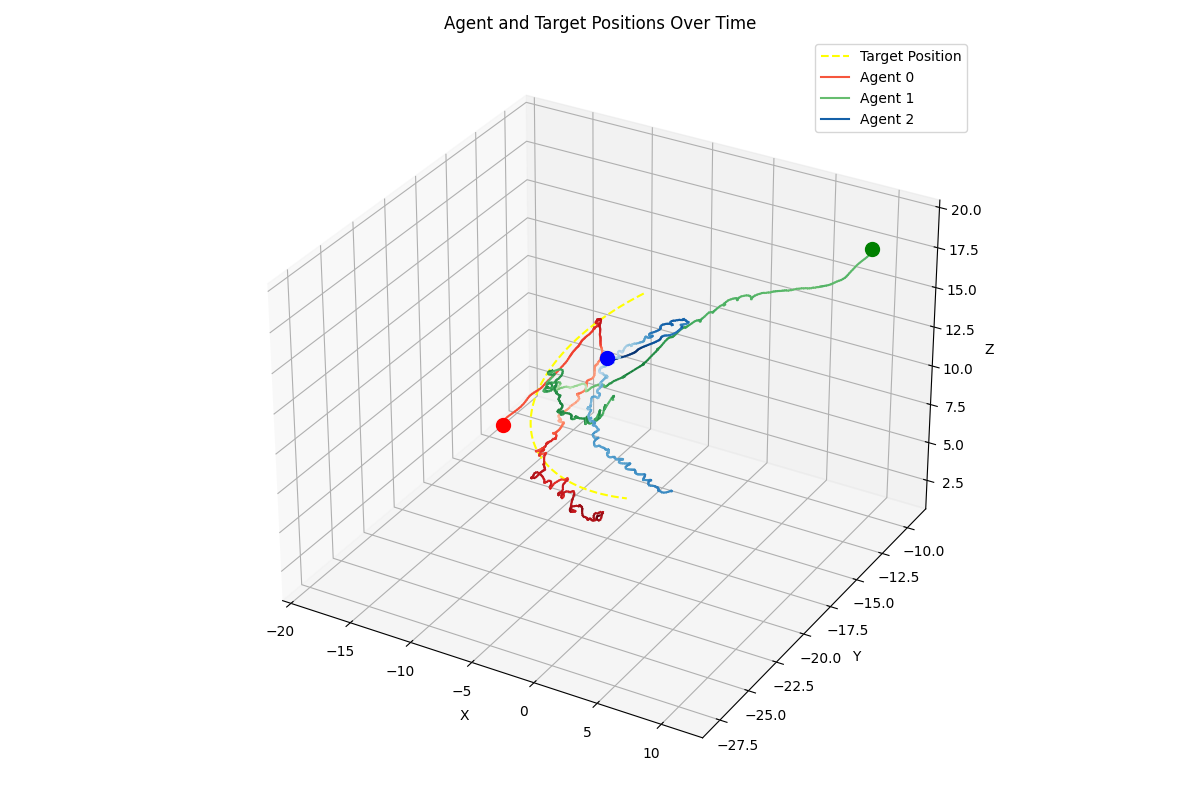 Agent and Target Positions Over Time
Target Position
Agent 0
Agent 1
Agent 2
20.0
17.5
15.0
12.5
10.0
7.5
5.0
2.5
Z
−10.0
−12.5
−15.0
−17.5
−20.0
−22.5
−25.0
−27.5
Y
−20
−15
−10
−5
0
5
10
X